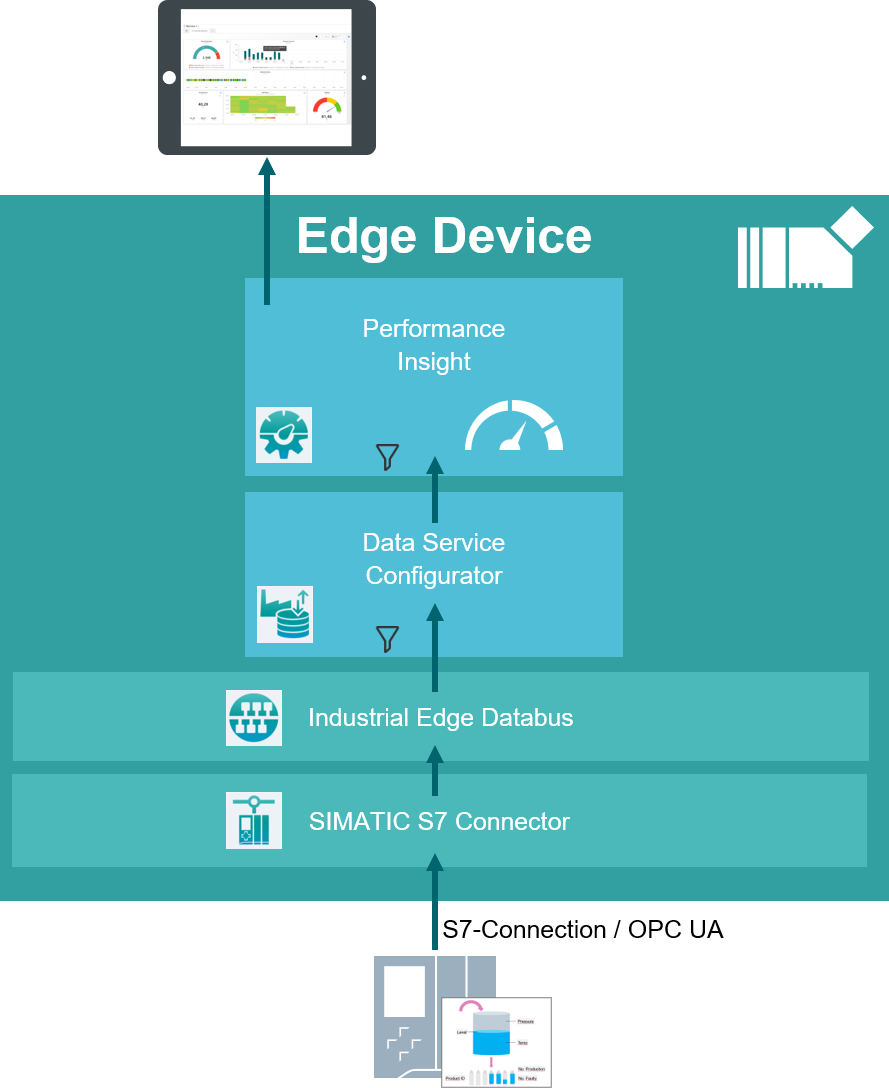 Edge Device
Performance
Insight
Data Service
Configurator
Industrial Edge Databus
SIMATIC S7 Connector
S7-Connection / OPC UA
Pressure
Level
Temp
No. Production
Product ID
No. Faulty